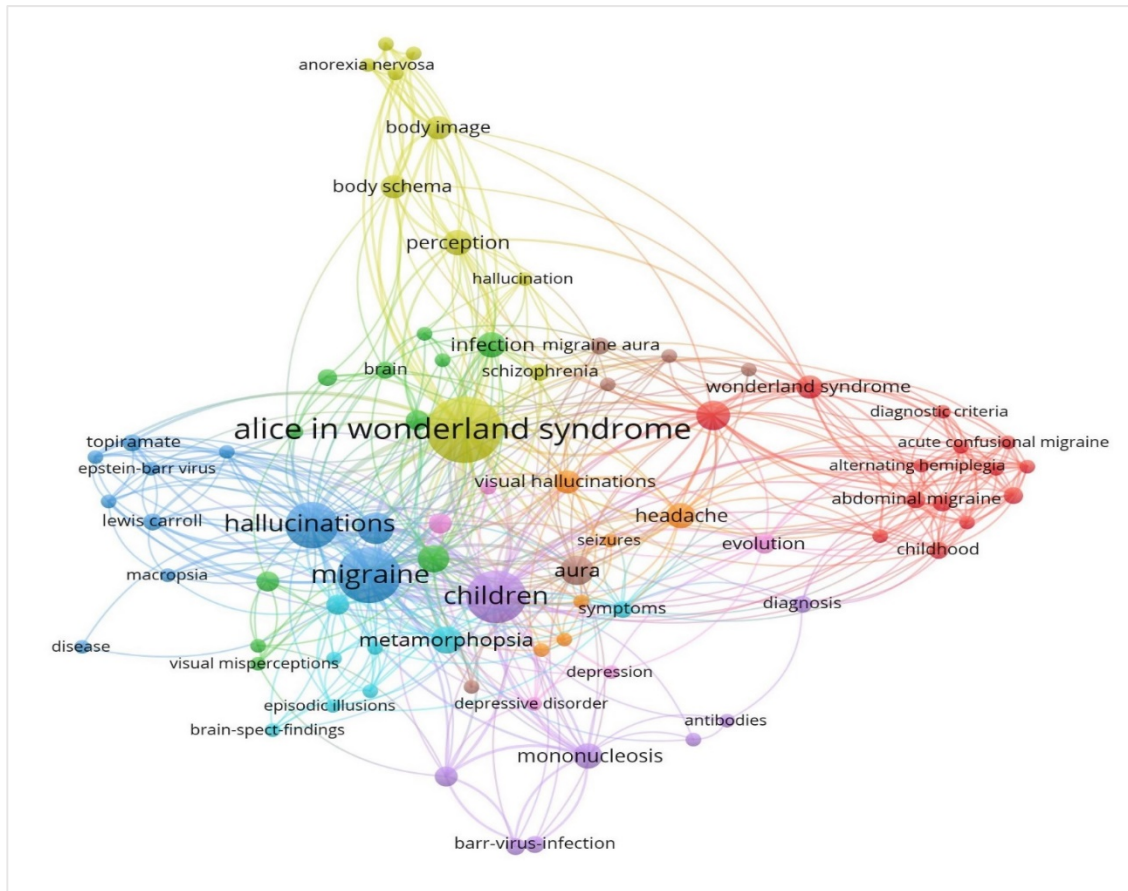 anorexia nervosa
body image
body schema
perception
hallucination
infection
migraine aura
brain
schizophrenia
wonderland syndrome
diagnostic criteria
alice in wonderland syndrome
topiramate
acute confusional migraine
epstein-barr virus
alternating hemiplegia
visual hallucinations
abdominal migraine
lewis carroll
hallucinations
headache
seizures
evolution
childhood
macropsia
migraine
aura
children
diagnosis
symptoms
disease
metamorphopsia
visual misperceptions
depression
episodic illusions
depressive disorder
antibodies
brain-spect-findings
mononucleosis
barr-virus-infection